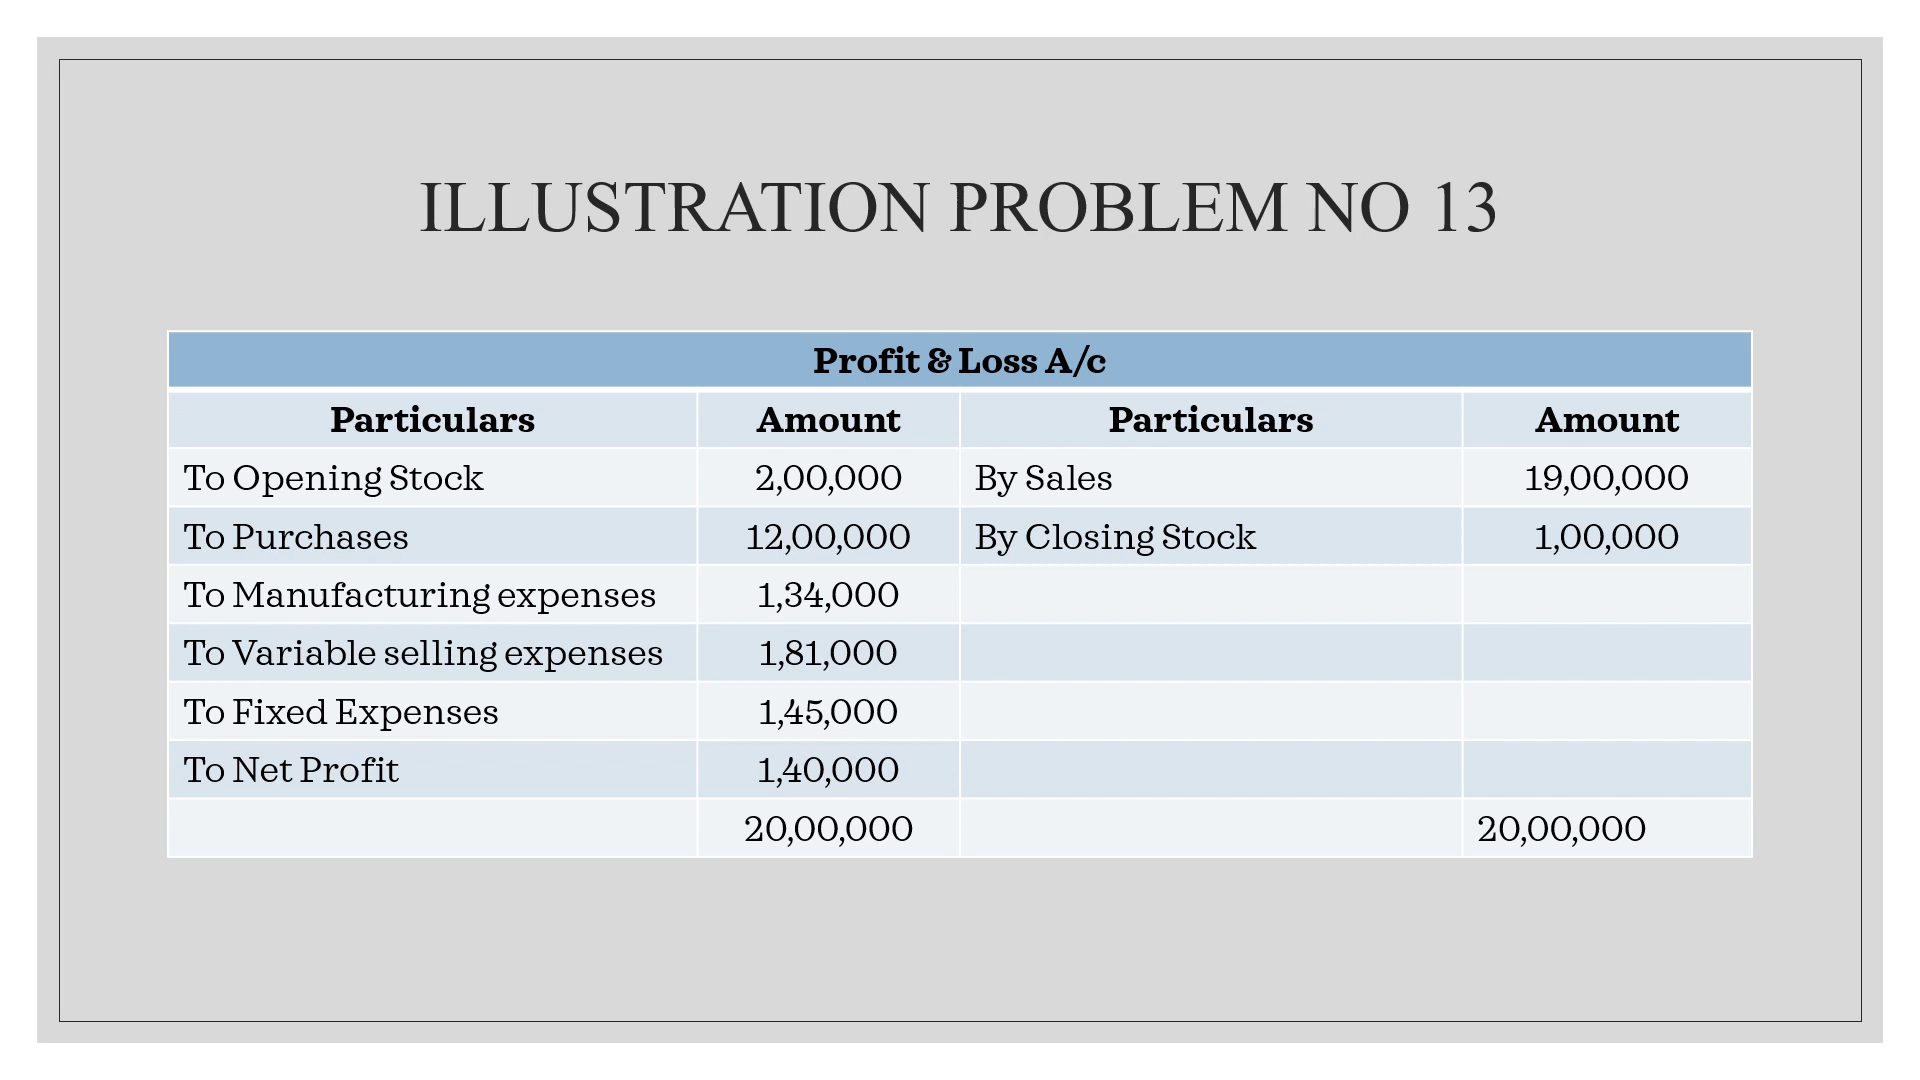 ILLUSTRATION PROBLEM NO 13
Profit & Loss A/c
Particulars Amount Particulars Amount
To Opening Stock 2,00,000 By Sales 19,00,000
To Purchases 12,00,000 By Closing Stock 1,00,000
To Manufacturing expenses 1,34,000
To Variable selling expenses 1,81,000
To Fixed Expenses 1,45,000
To Net Profit 1,40,000
20,00,000 20,00,000